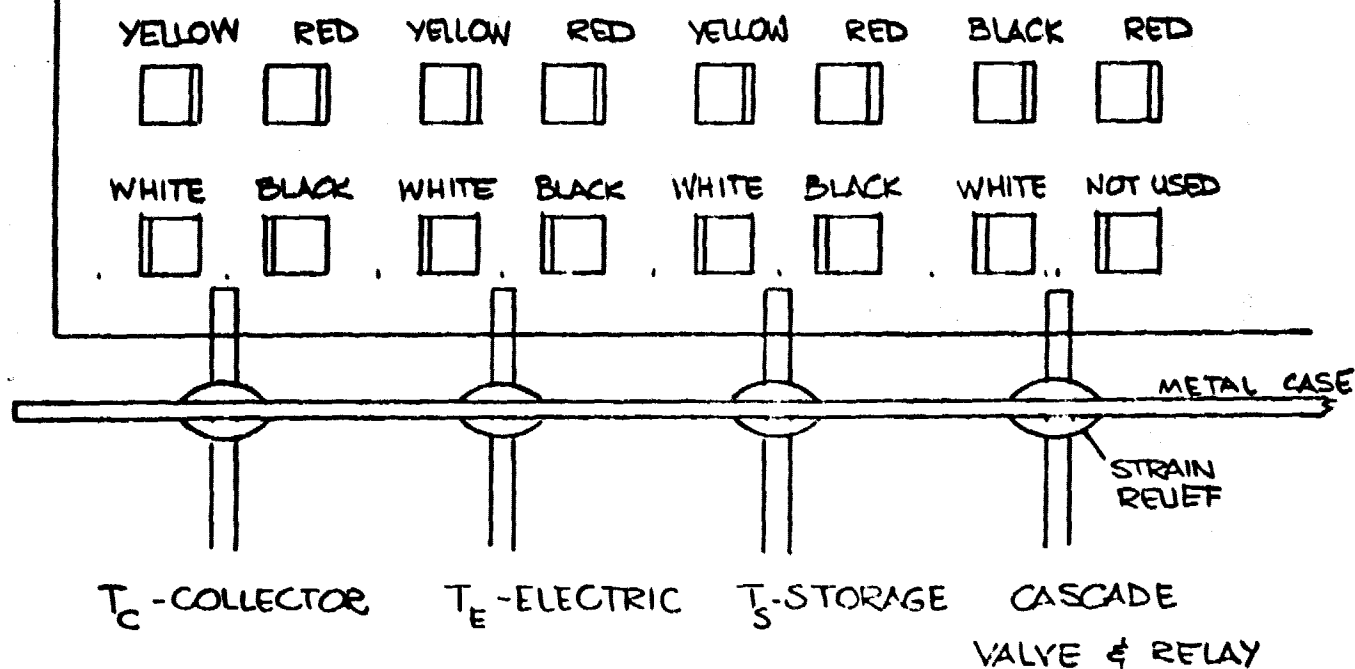 YELLOW RED YELLOW RED YELLOW RED BLACK RED
WHITE BLACK WHITE BLACK WHITE BLACK WHITE NOT USED
METAL CASE
STRAIN
RELIEF
TC-COLLECTOR TE-ELECTRIC TS-STORAGE CASCADE
VALVE & RELAY